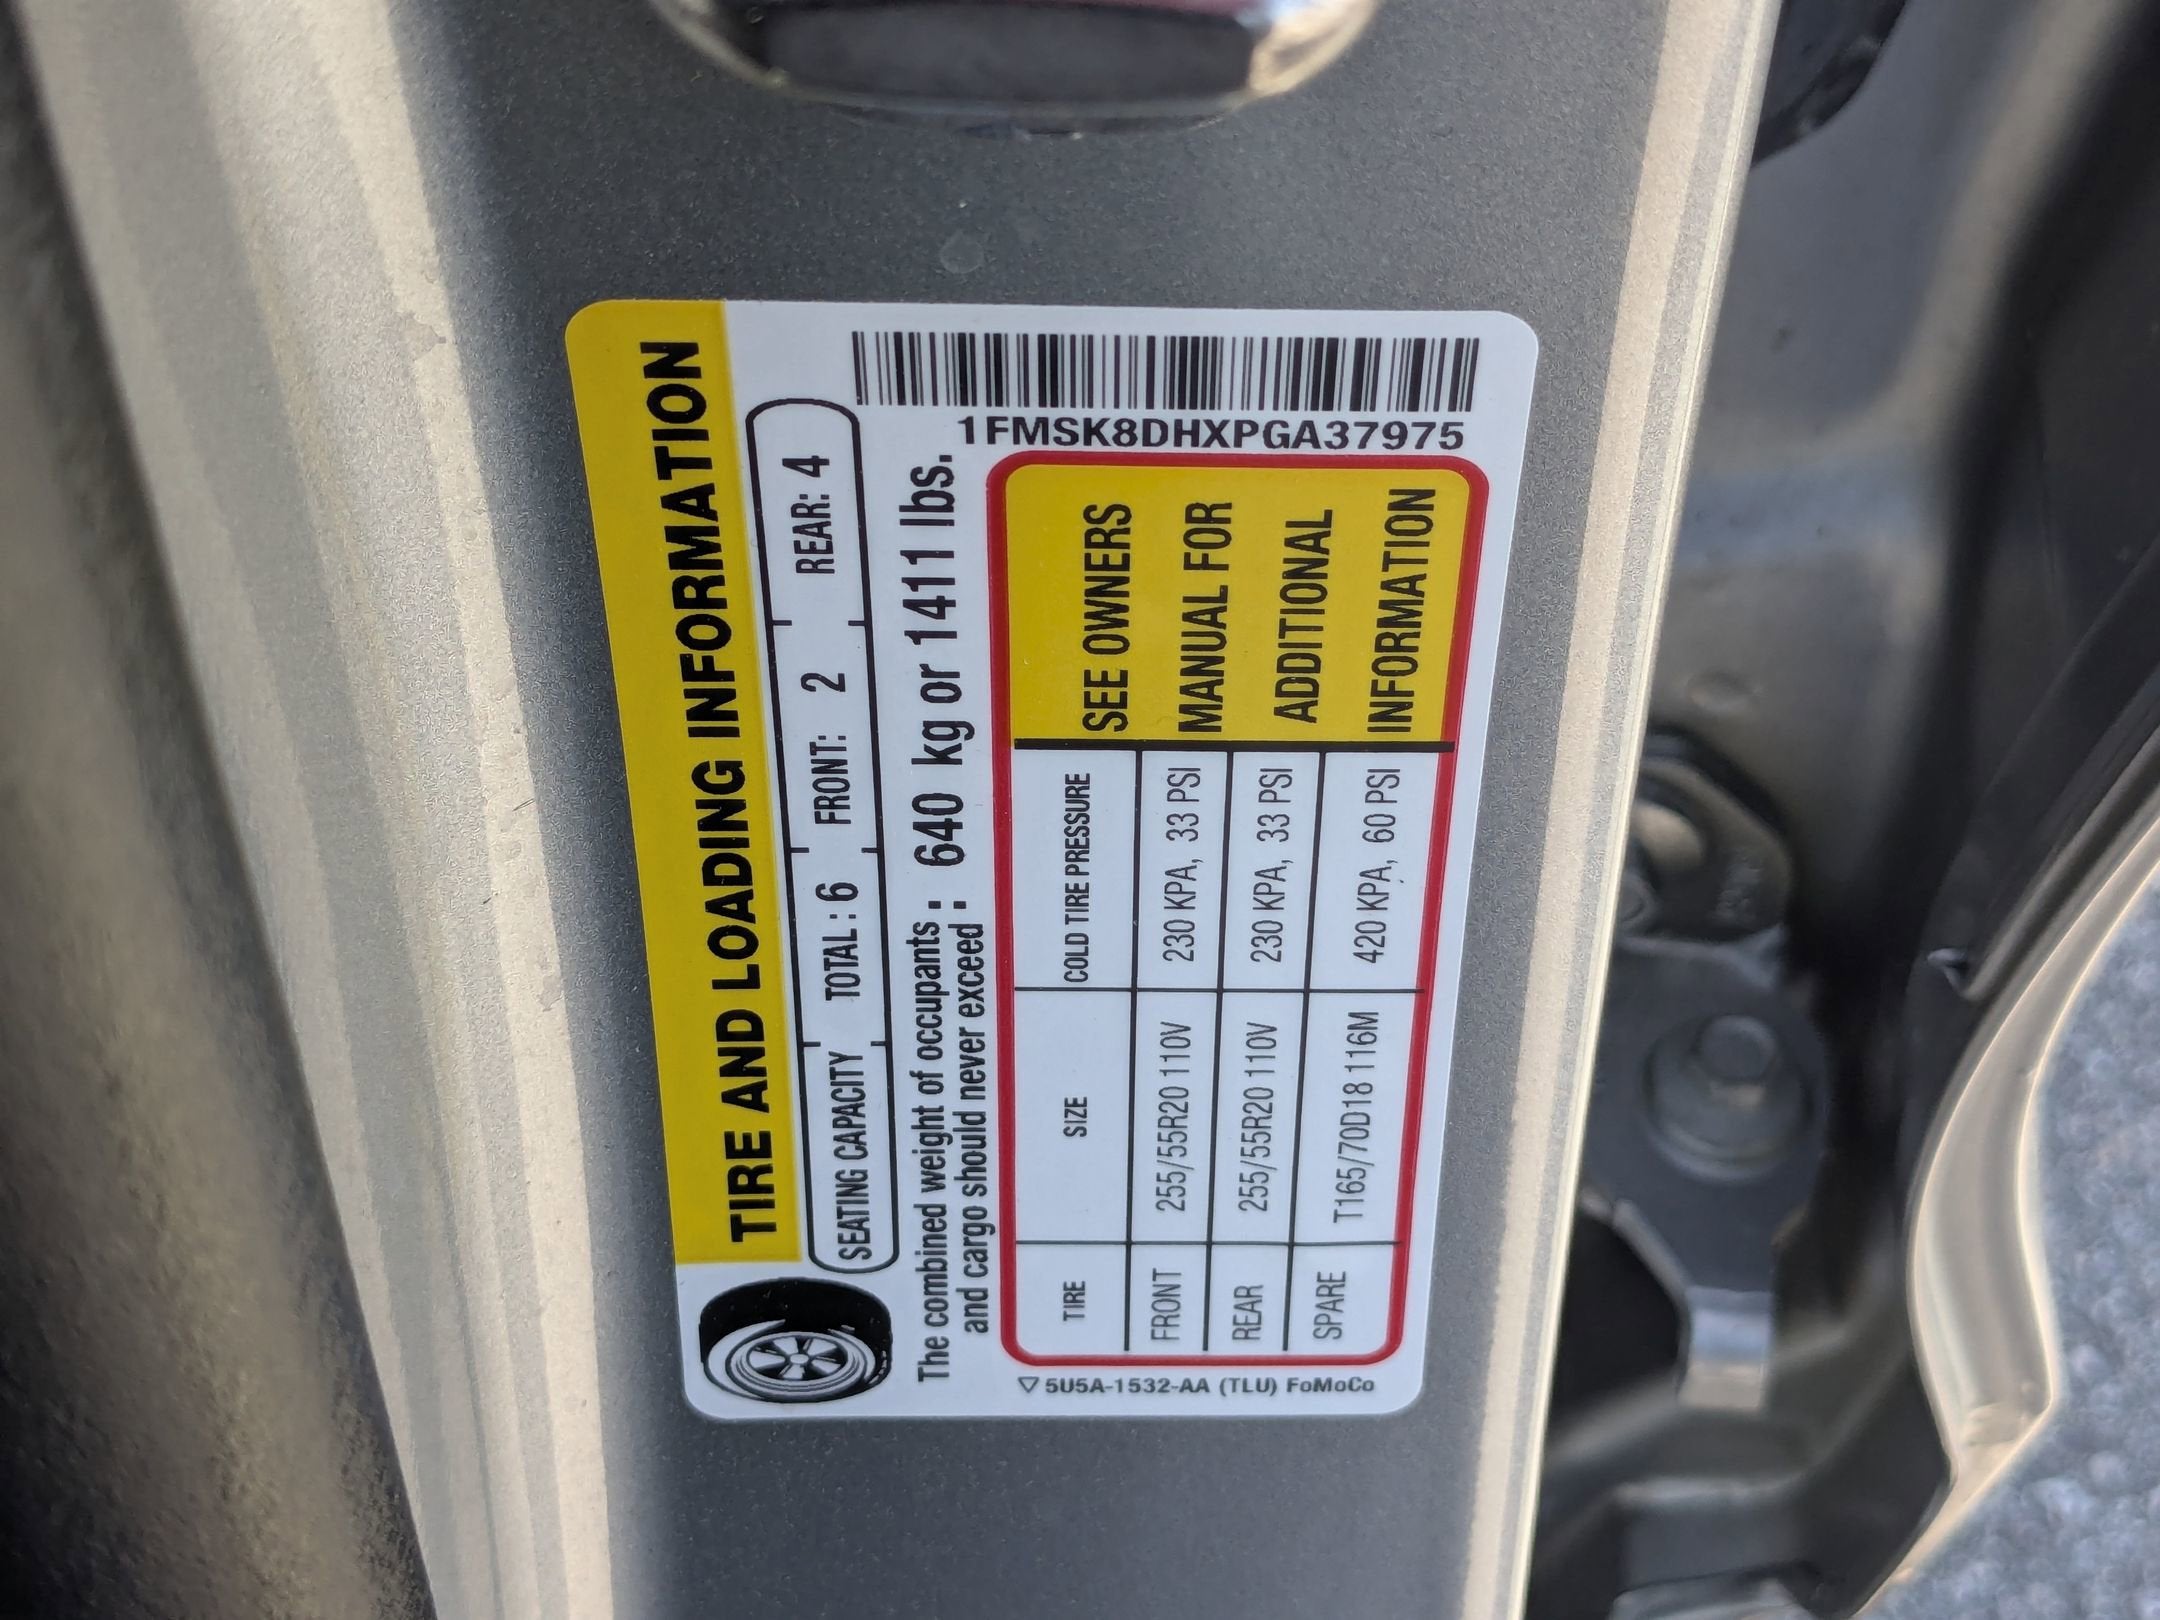 TIRE AND LOADING INFORMATION
SEATING CAPACITY TOTAL: 6 FRONT: 2 REAR: 4
The combined weight of occupants : 640 kg or 1411 lbs.
and cargo should never exceed :
1FMSK8DHXPGA37975
TIRE SIZE COLD TIRE PRESSURE
FRONT 255/55R20 110V 230 KPA, 33 PSI
REAR 255/55R20 110V 230 KPA, 33 PSI
SPARE T165/70D18 116M 420 KPA, 60 PSI
SEE OWNERS
MANUAL FOR
ADDITIONAL
INFORMATION
5U5A-1532-AA (TLU) FoMoCo